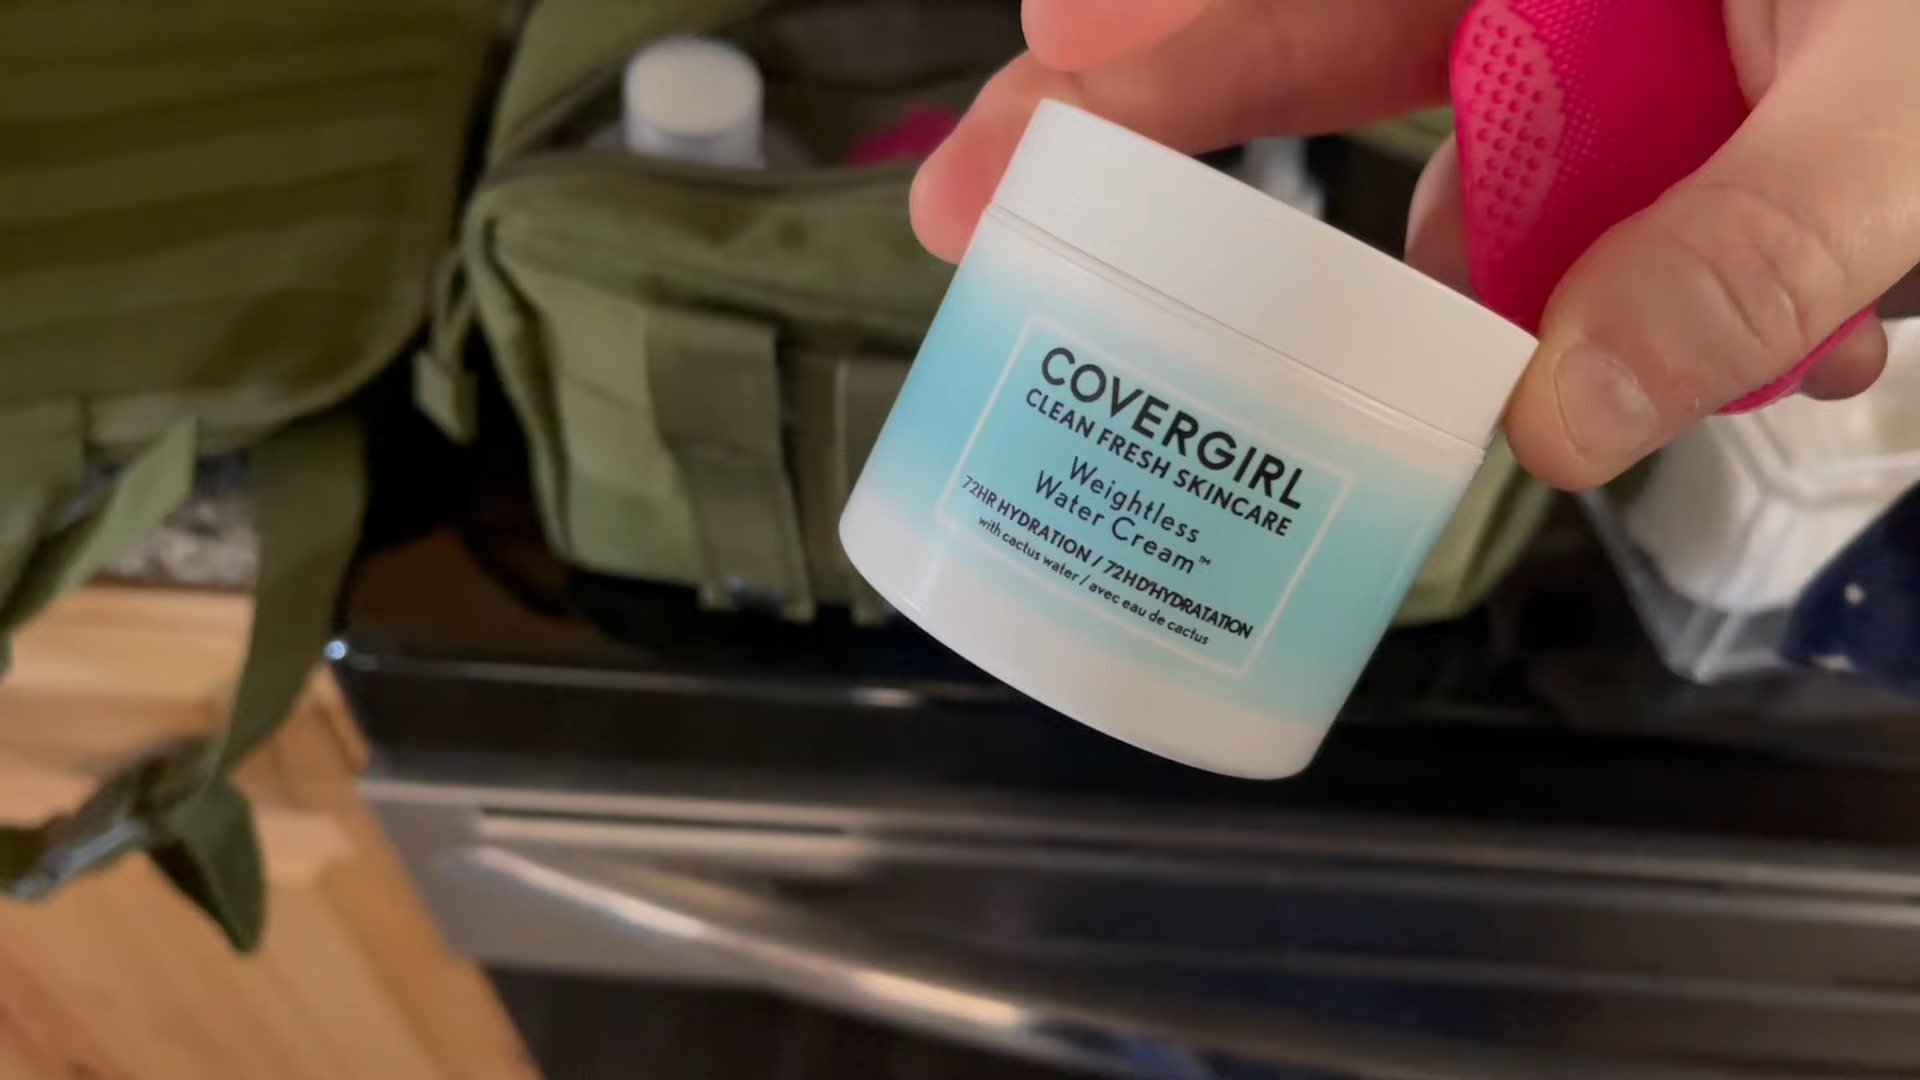 COVERGIRL
CLEAN FRESH SKINCARE
Weightless
Water Cream™
72HR HYDRATION / 72HD'HYDRATATION
with cactus water / avec eau de cactus